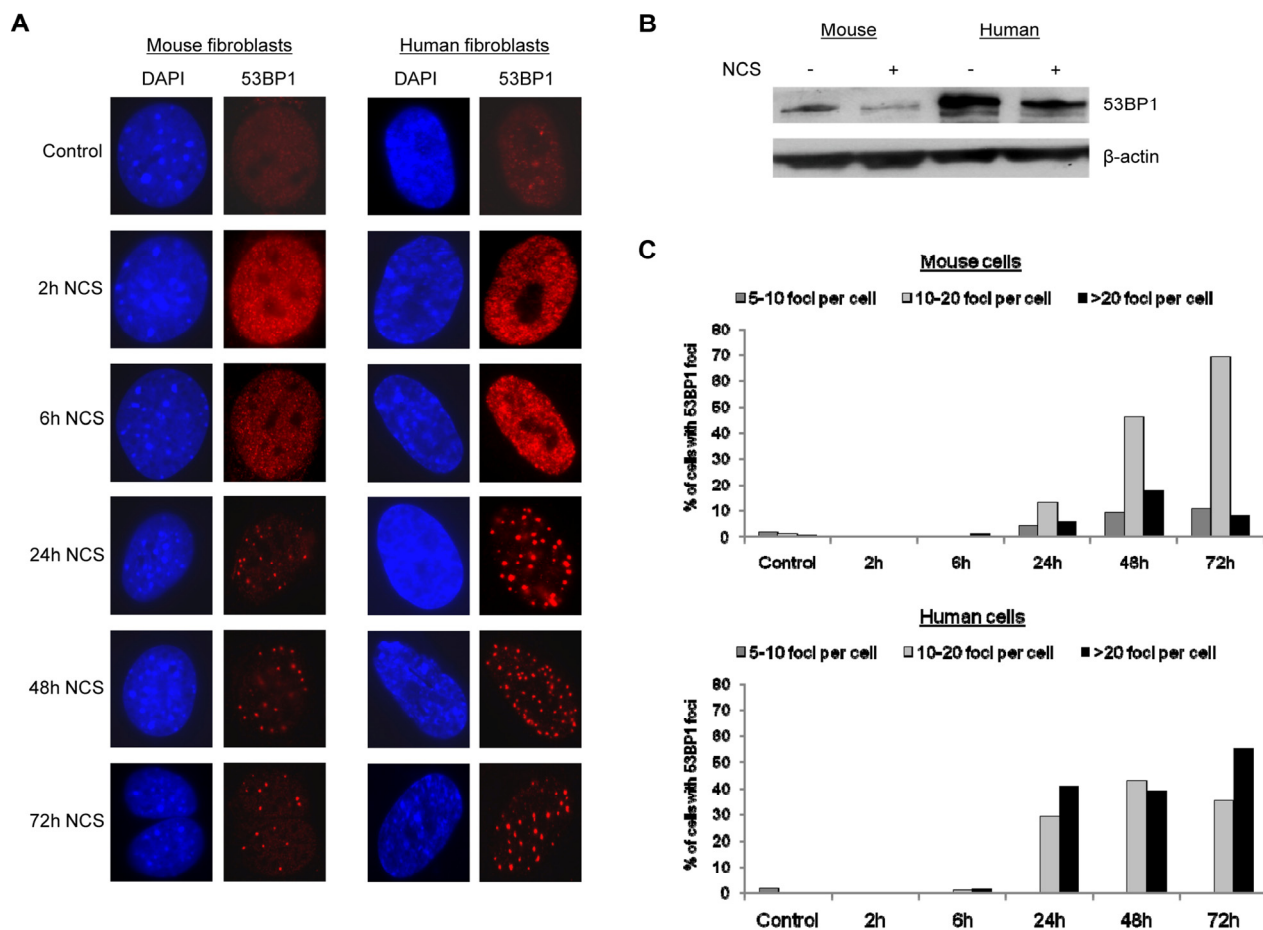 A
Mouse fibroblasts
Human fibroblasts
DAPI
53BP1
DAPI
53BP1
Control
2h NCS
6h NCS
24h NCS
48h NCS
72h NCS
B
Mouse
Human
NCS
-
+
-
+
53BP1
β-actin
C
Mouse cells
5-10 foci per cell
10-20 foci per cell
>20 foci per cell
% of cells with 53BP1 foci
80
70
60
50
40
30
20
10
0
Control
2h
6h
24h
48h
72h
Human cells
5-10 foci per cell
10-20 foci per cell
>20 foci per cell
% of cells with 53BP1 foci
80
70
60
50
40
30
20
10
0
Control
2h
6h
24h
48h
72h